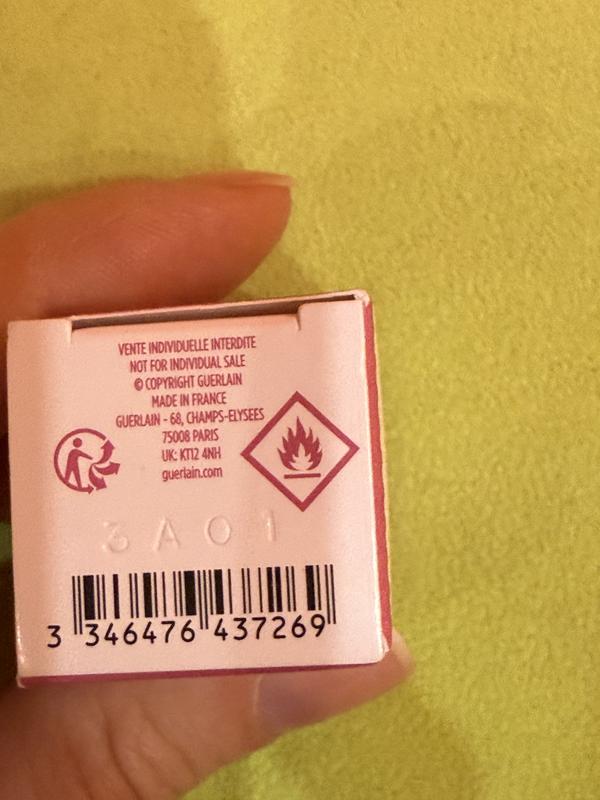 VENTE INDIVIDUELLE INTERDITE
NOT FOR INDIVIDUAL SALE
© COPYRIGHT GUERLAIN
MADE IN FRANCE
GUERLAIN - 68, CHAMPS-ELYSEES
75008 PARIS
UK: KT12 4NH
guerlain.com
3A01
3 346476 437269